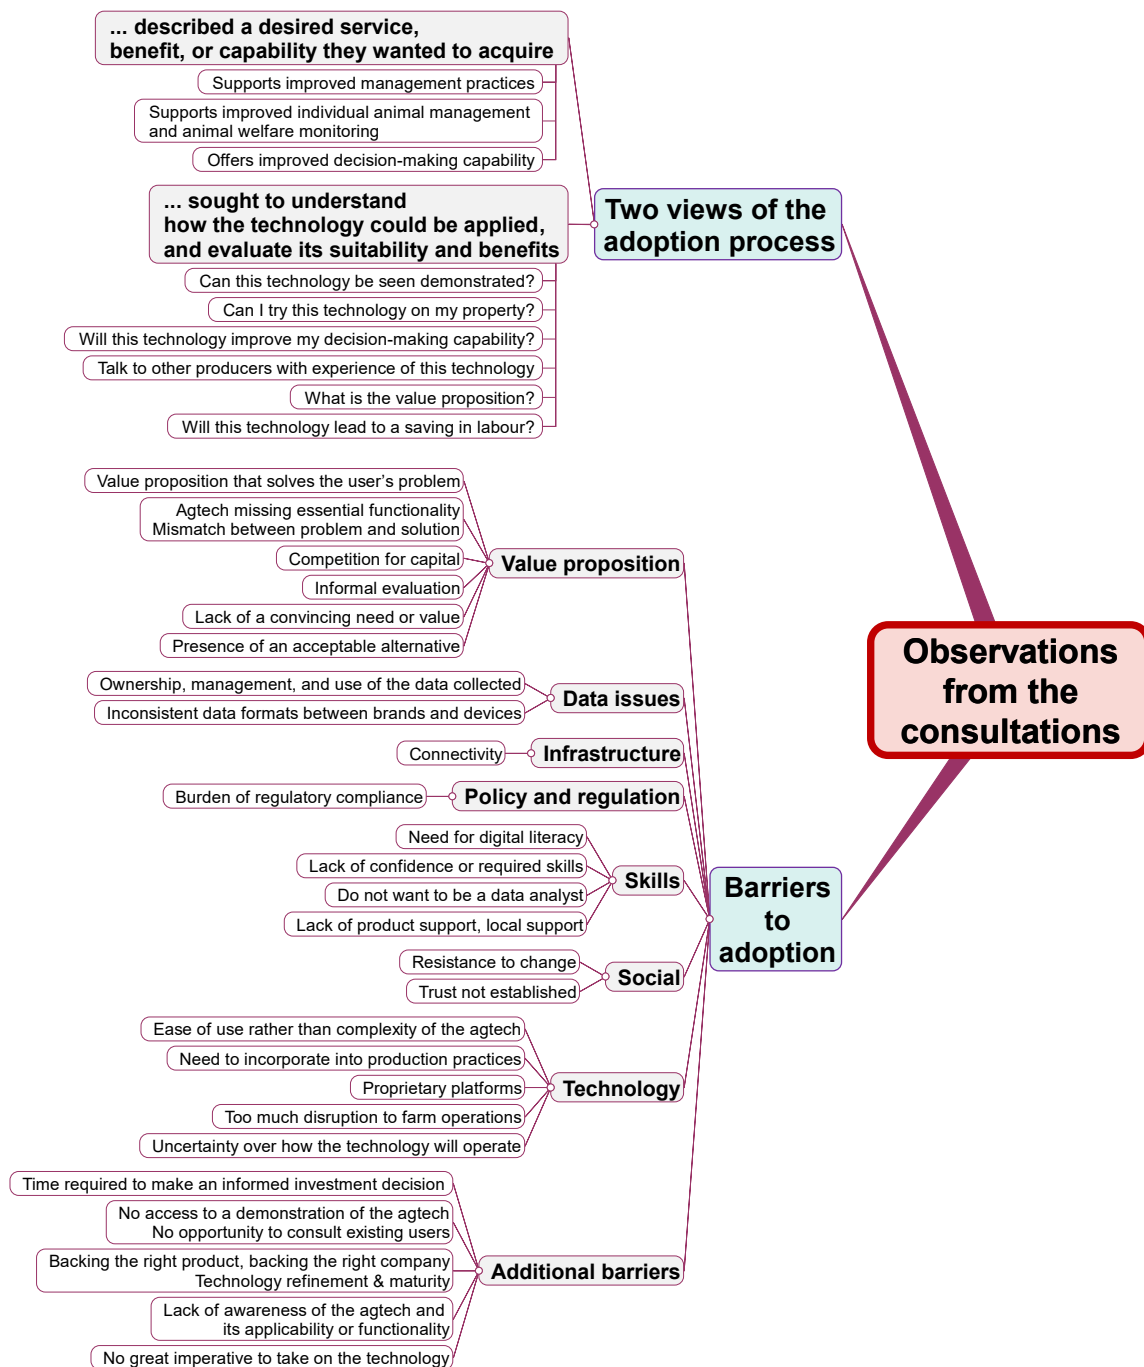 ... described a desired service,
benefit, or capability they wanted to acquire
Supports improved management practices
Supports improved individual animal management
and animal welfare monitoring
Offers improved decision-making capability
... sought to understand
how the technology could be applied,
and evaluate its suitability and benefits
Can this technology be seen demonstrated?
Can I try this technology on my property?
Will this technology improve my decision-making capability?
Talk to other producers with experience of this technology
What is the value proposition?
Will this technology lead to a saving in labour?
Two views of the
adoption process
Value proposition that solves the user's problem
Agtech missing essential functionality
Mismatch between problem and solution
Competition for capital
Informal evaluation
Lack of a convincing need or value
Presence of an acceptable alternative
Value proposition
Ownership, management, and use of the data collected
Inconsistent data formats between brands and devices
Data issues
Connectivity
Infrastructure
Burden of regulatory compliance
Policy and regulation
Need for digital literacy
Lack of confidence or required skills
Do not want to be a data analyst
Lack of product support, local support
Skills
Resistance to change
Trust not established
Social
Ease of use rather than complexity of the agtech
Need to incorporate into production practices
Proprietary platforms
Too much disruption to farm operations
Uncertainty over how the technology will operate
Technology
Time required to make an informed investment decision
No access to a demonstration of the agtech
No opportunity to consult existing users
Backing the right product, backing the right company
Technology refinement & maturity
Lack of awareness of the agtech and
its applicability or functionality
No great imperative to take on the technology
Additional barriers
Barriers
to
adoption
Observations
from the
consultations